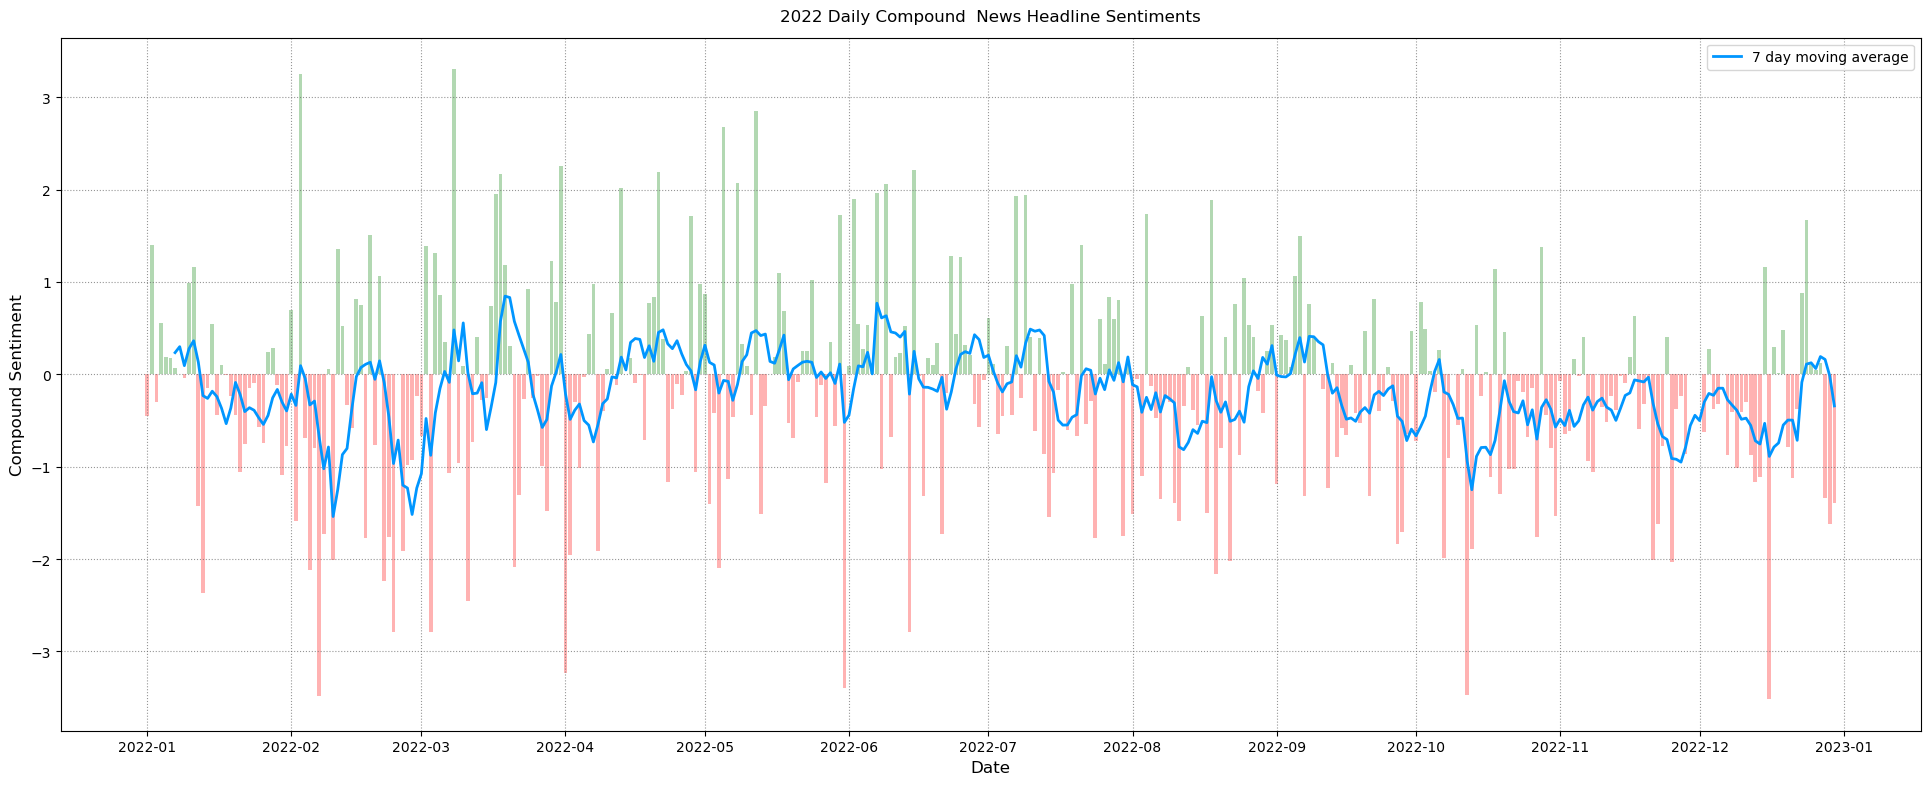 2022 Daily Compound  News Headline Sentiments
7 day moving average
3
2
1
0
−1
−2
−3
Compound Sentiment
2022-01 2022-02 2022-03 2022-04 2022-05 2022-06 2022-07 2022-08 2022-09 2022-10 2022-11 2022-12 2023-01
Date